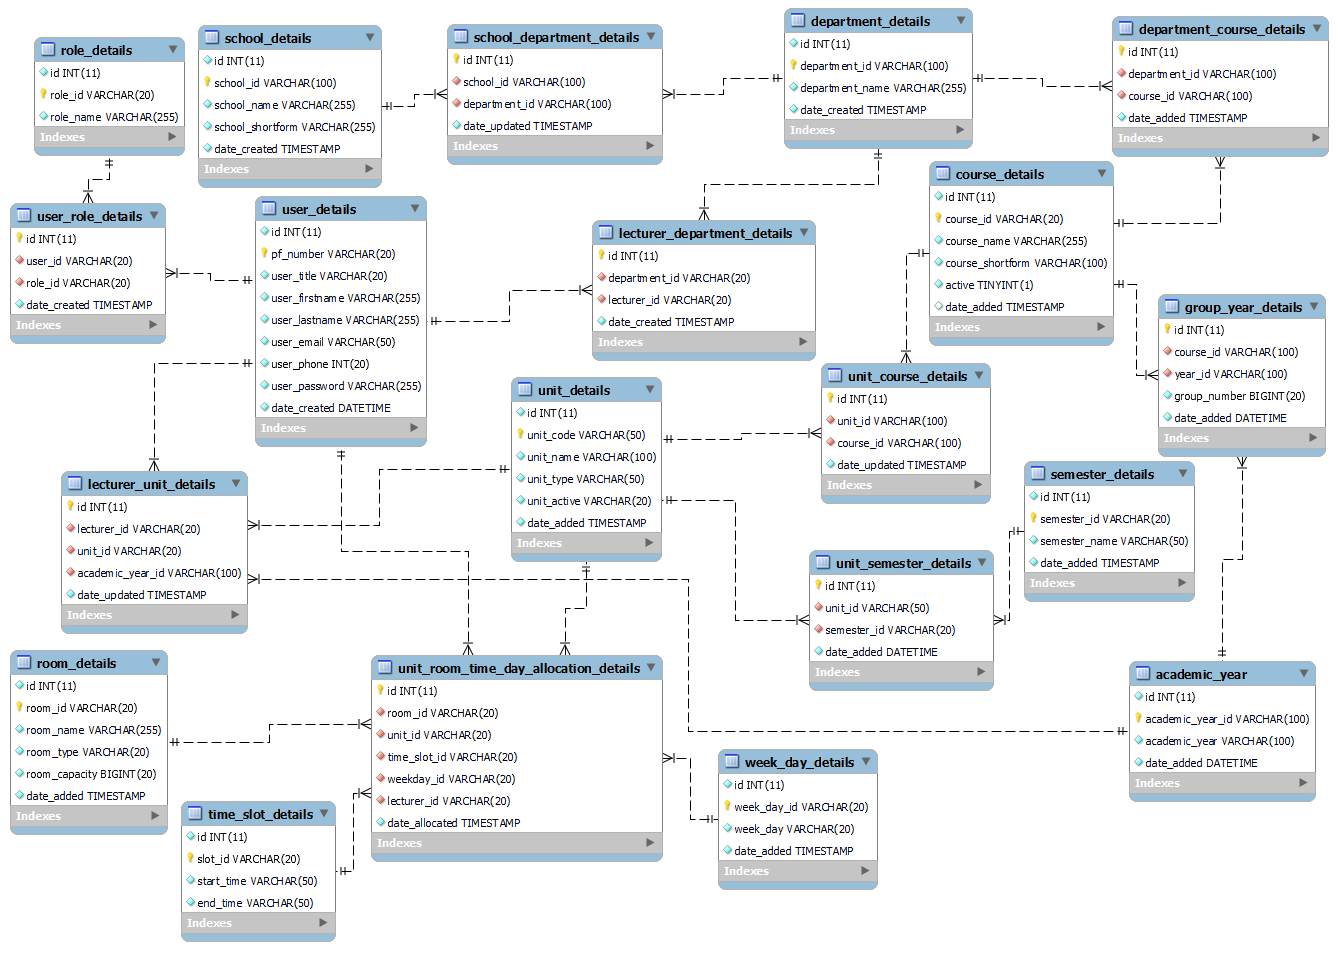 role_details
id INT(11)
role_id VARCHAR(20)
role_name VARCHAR(255)
Indexes
school_details
id INT(11)
school_id VARCHAR(100)
school_name VARCHAR(255)
school_shortform VARCHAR(255)
date_created TIMESTAMP
Indexes
school_department_details
id INT(11)
school_id VARCHAR(100)
department_id VARCHAR(100)
date_updated TIMESTAMP
Indexes
department_details
id INT(11)
department_id VARCHAR(100)
department_name VARCHAR(255)
date_created TIMESTAMP
Indexes
department_course_details
id INT(11)
department_id VARCHAR(100)
course_id VARCHAR(100)
date_added TIMESTAMP
Indexes
user_role_details
id INT(11)
user_id VARCHAR(20)
role_id VARCHAR(20)
date_created TIMESTAMP
Indexes
user_details
id INT(11)
pf_number VARCHAR(20)
user_title VARCHAR(20)
user_firstname VARCHAR(255)
user_lastname VARCHAR(255)
user_email VARCHAR(50)
user_phone INT(20)
user_password VARCHAR(255)
date_created DATETIME
Indexes
lecturer_department_details
id INT(11)
department_id VARCHAR(20)
lecturer_id VARCHAR(20)
date_created TIMESTAMP
Indexes
course_details
id INT(11)
course_id VARCHAR(20)
course_name VARCHAR(255)
course_shortform VARCHAR(100)
active TINYINT(1)
date_added TIMESTAMP
Indexes
group_year_details
id INT(11)
course_id VARCHAR(100)
year_id VARCHAR(100)
group_number BIGINT(20)
date_added DATETIME
Indexes
unit_details
id INT(11)
unit_code VARCHAR(50)
unit_name VARCHAR(100)
unit_type VARCHAR(50)
unit_active VARCHAR(20)
date_added TIMESTAMP
Indexes
unit_course_details
id INT(11)
unit_id VARCHAR(100)
course_id VARCHAR(100)
date_updated TIMESTAMP
Indexes
lecturer_unit_details
id INT(11)
lecturer_id VARCHAR(20)
unit_id VARCHAR(20)
academic_year_id VARCHAR(100)
date_updated TIMESTAMP
Indexes
semester_details
id INT(11)
semester_id VARCHAR(20)
semester_name VARCHAR(50)
date_added TIMESTAMP
Indexes
unit_semester_details
id INT(11)
unit_id VARCHAR(50)
semester_id VARCHAR(20)
date_added DATETIME
Indexes
room_details
id INT(11)
room_id VARCHAR(20)
room_name VARCHAR(255)
room_type VARCHAR(20)
room_capacity BIGINT(20)
date_added TIMESTAMP
Indexes
unit_room_time_day_allocation_details
id INT(11)
room_id VARCHAR(20)
unit_id VARCHAR(20)
time_slot_id VARCHAR(20)
weekday_id VARCHAR(20)
lecturer_id VARCHAR(20)
date_allocated TIMESTAMP
Indexes
academic_year
id INT(11)
academic_year_id VARCHAR(100)
academic_year VARCHAR(100)
date_added DATETIME
Indexes
week_day_details
id INT(11)
week_day_id VARCHAR(20)
week_day VARCHAR(20)
date_added TIMESTAMP
Indexes
time_slot_details
id INT(11)
slot_id VARCHAR(20)
start_time VARCHAR(50)
end_time VARCHAR(50)
Indexes